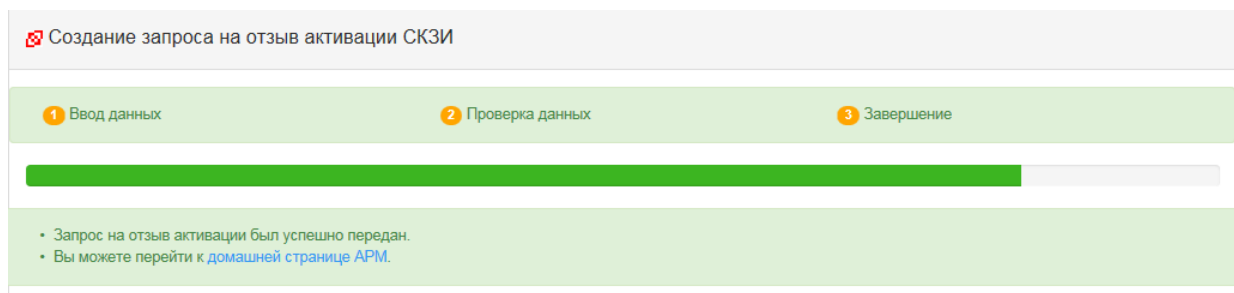 Создание запроса на отзыв активации СКЗИ
1 Ввод данных 2 Проверка данных 3 Завершение
• Запрос на отзыв активации был успешно передан.
• Вы можете перейти к домашней странице АРМ.